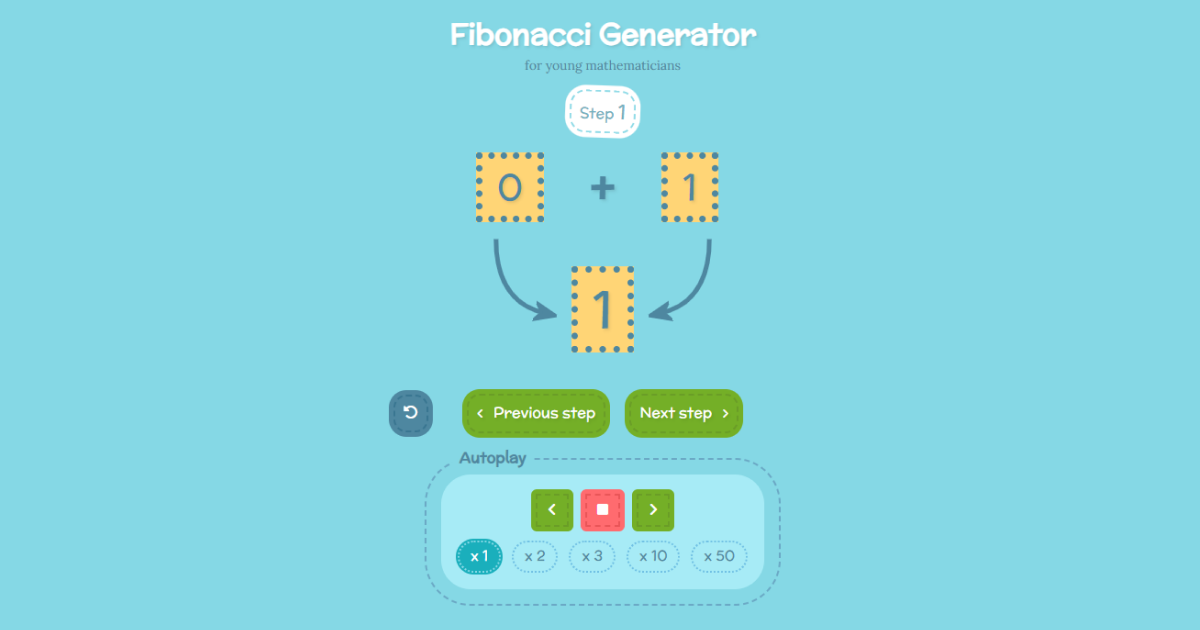 Fibonacci Generator
for young mathematicians
Step 1
0 + 1
1
‹ Previous step Next step ›
Autoplay
x 1 x 2 x 3 x 10 x 50